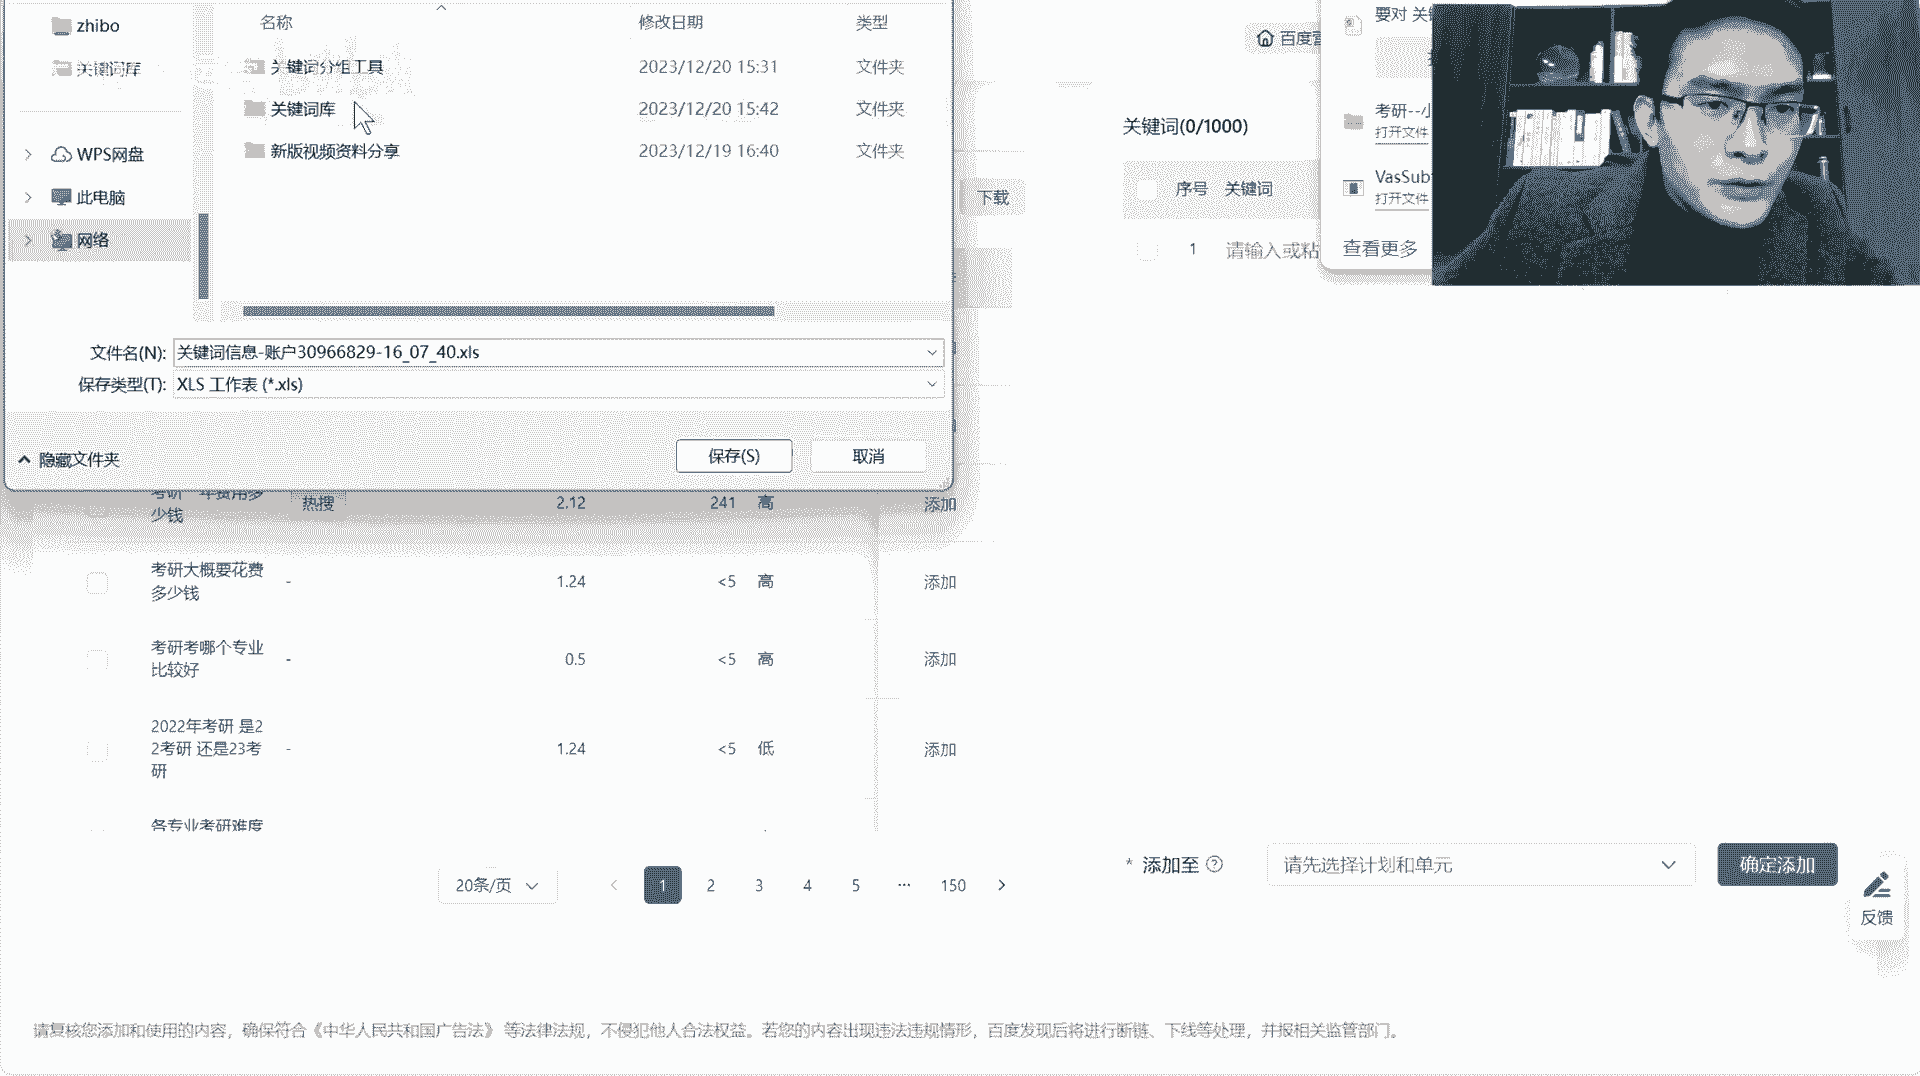 zhibo
关键词库
WPS网盘
此电脑
网络
名称 修改日期 类型
关键词分组工具 2023/12/20 15:31 文件夹
关键词库 2023/12/20 15:42 文件夹
新版视频资料分享 2023/12/19 16:40 文件夹
文件名(N): 关键词信息-账户30966829-16_07_40.xls
保存类型(T): XLS 工作表 (*.xls)
隐藏文件夹
保存(S) 取消
百度
下载
关键词(0/1000)
序号 关键词
1 请输入或粘
要对 关
考研--小
打开文件
VasSub
打开文件
查看更多
考研一年费用多
少钱
热搜 2.12 241 高 添加
考研大概要花费
多少钱
- 1.24 <5 高 添加
考研考哪个专业
比较好
- 0.5 <5 高 添加
2022年考研 是2
2考研 还是23考
研
- 1.24 <5 低 添加
各专业考研难度
20条/页 1 2 3 4 5 ··· 150
* 添加至 请先选择计划和单元 确定添加
反馈
请复核您添加和使用的内容，确保符合《中华人民共和国广告法》 等法律法规，不侵犯他人合法权益。若您的内容出现违法违规情形，百度发现后将进行断链、下线等处理，并报相关监管部门。